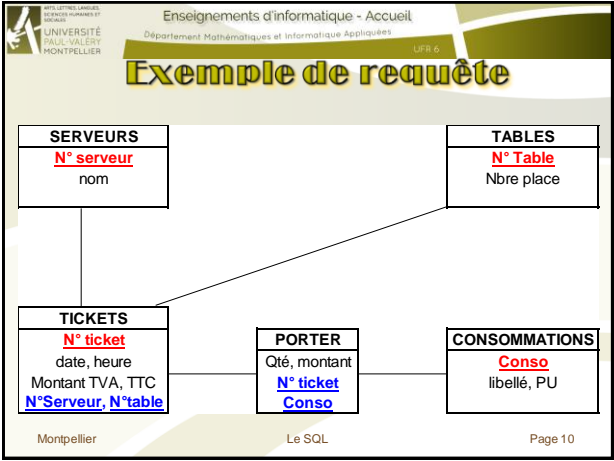 ARTS, LETTRES, LANGUES,
SCIENCES HUMAINES ET
SOCIALES
UNIVERSITÉ
PAUL-VALÉRY
MONTPELLIER
Enseignements d'informatique - Accueil
Département Mathématiques et Informatique Appliquées
UFR 6
Exemple de requête
SERVEURS
N° serveur
nom
TABLES
N° Table
Nbre place
TICKETS
N° ticket
date, heure
Montant TVA, TTC
N°Serveur, N°table
PORTER
Qté, montant
N° ticket
Conso
CONSOMMATIONS
Conso
libellé, PU
Montpellier
Le SQL
Page 10